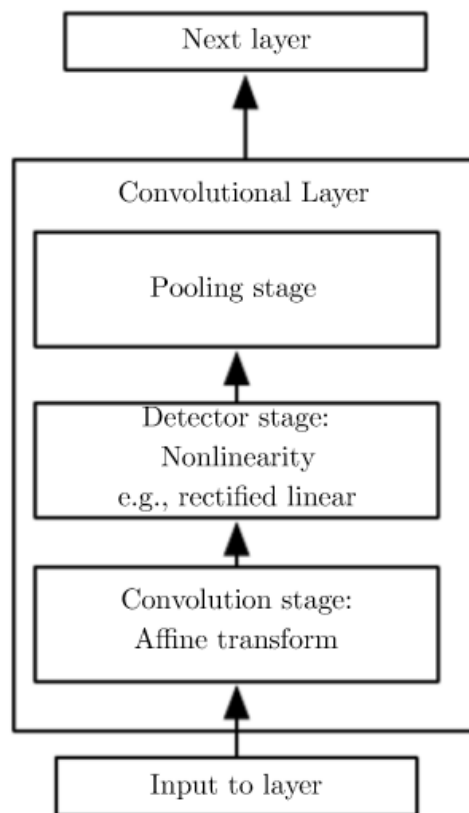 Next layer
Convolutional Layer
Pooling stage
Detector stage:
Nonlinearity
e.g., rectified linear
Convolution stage:
Affine transform
Input to layer